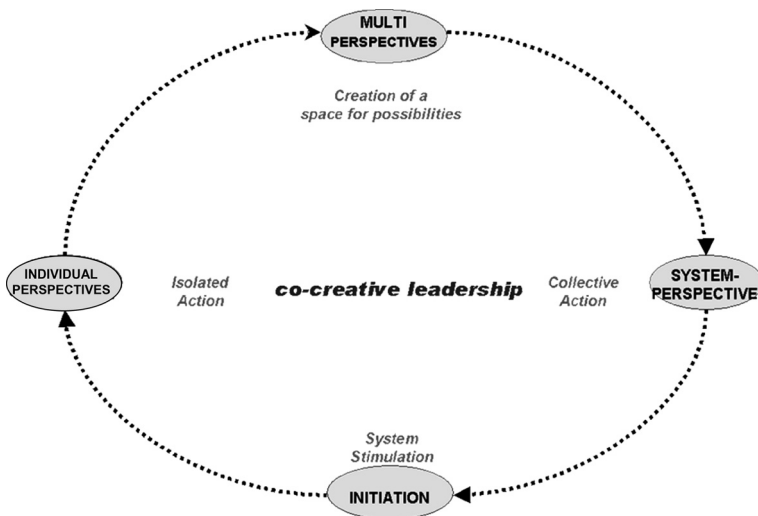 MULTI
PERSPECTIVES
Creation of a
space for possibilities
INDIVIDUAL
PERSPECTIVES
Isolated
Action
co-creative leadership
Collective
Action
SYSTEM-
PERSPECTIVE
System
Stimulation
INITIATION